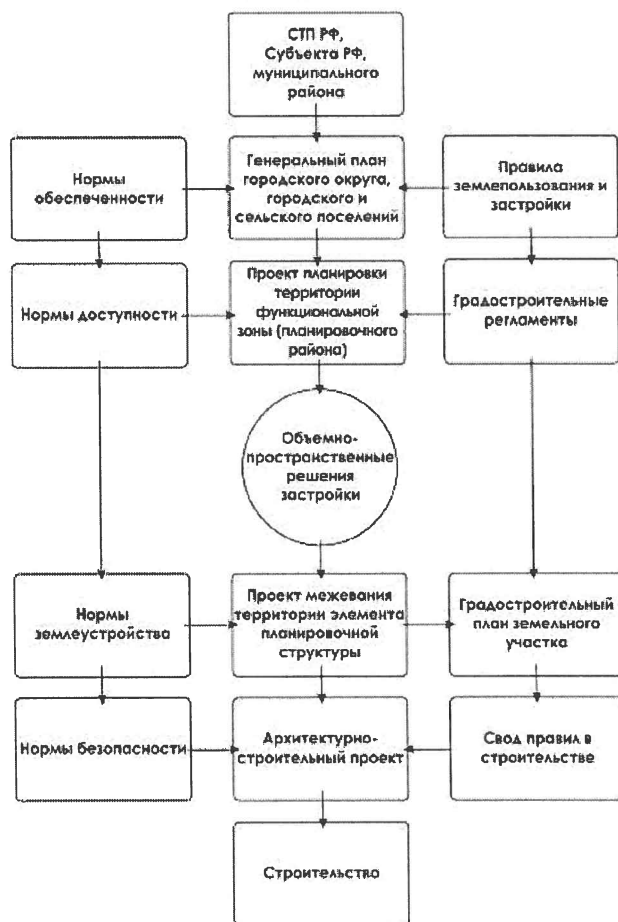 СТП РФ,
Субъекта РФ,
муниципального
района
Нормы
обеспеченности
Генеральный план
городского округа,
городского и
сельского поселений
Правила
землепользования и
застройки
Нормы доступности
Проект планировки
территории
функциональной
зоны (планировочного
района)
Градостроительные
регламенты
Объемно-
пространственные
решения
застройки
Нормы
землеустройства
Проект межевания
территории элемента
планировочной
структуры
Градостроительный
план земельного
участка
Нормы безопасности
Архитектурно-
строительный проект
Свод правил в
строительстве
Строительство